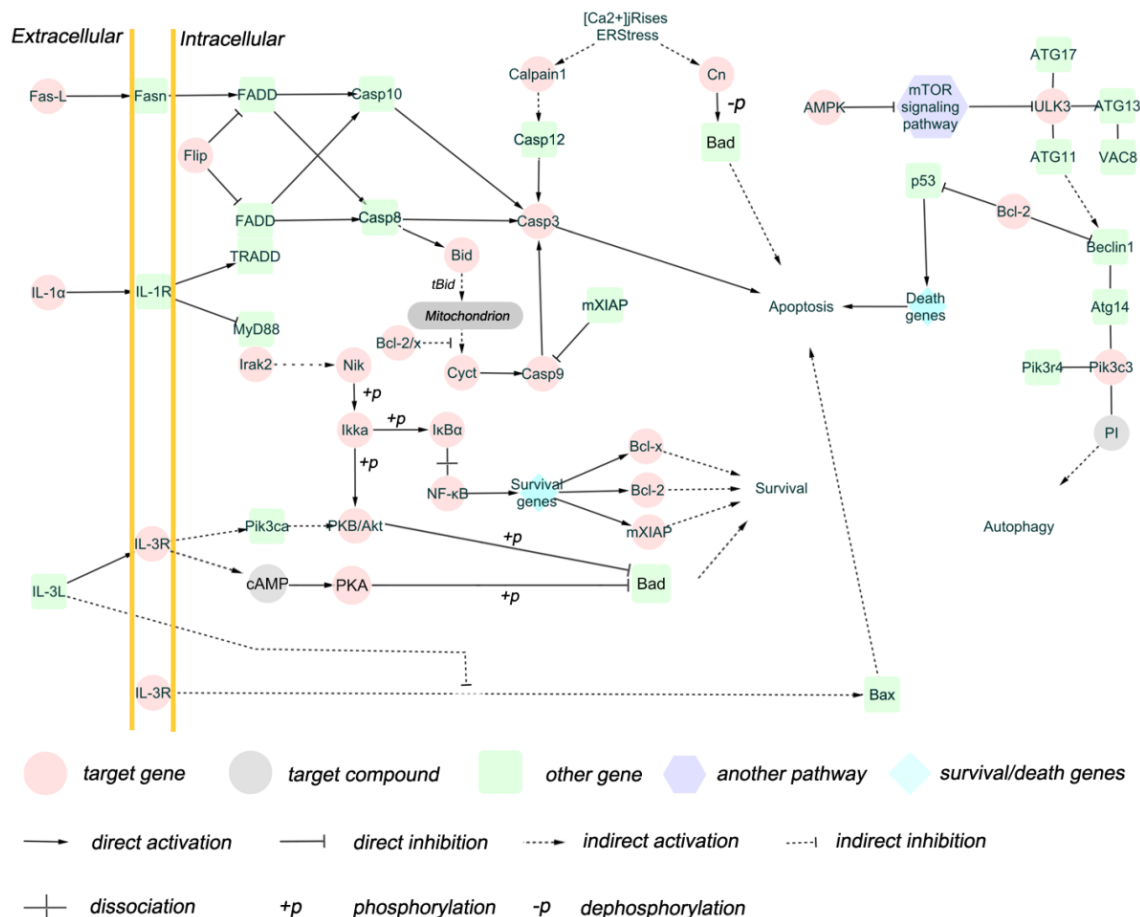 [Ca2+]jRises
ERStress
Extracellular
Intracellular
ATG17
Fas-L
Fasn
FADD
Casp10
Calpain1
Cn
-p
AMPK
mTOR
signaling
pathway
ULK3
ATG13
Flip
Casp12
Bad
ATG11
VAC8
p53
Bcl-2
FADD
Casp8
Casp3
Beclin1
TRADD
Bid
tBid
IL-1α
IL-1R
Mitochondrion
mXIAP
Apoptosis
Death
genes
Atg14
MyD88
Bcl-2/x
Irak2
Nik
Cyct
Casp9
Pik3r4
Pik3c3
+p
Ikka
+p
IκBα
PI
+p
Bcl-x
NF-κB
Survival
genes
Bcl-2
Survival
mXIAP
Autophagy
IL-3R
Pik3ca
PKB/Akt
+p
IL-3L
cAMP
PKA
+p
Bad
IL-3R
Bax
target gene
target compound
other gene
another pathway
survival/death genes
direct activation
direct inhibition
indirect activation
indirect inhibition
dissociation
+p
phosphorylation
-p
dephosphorylation